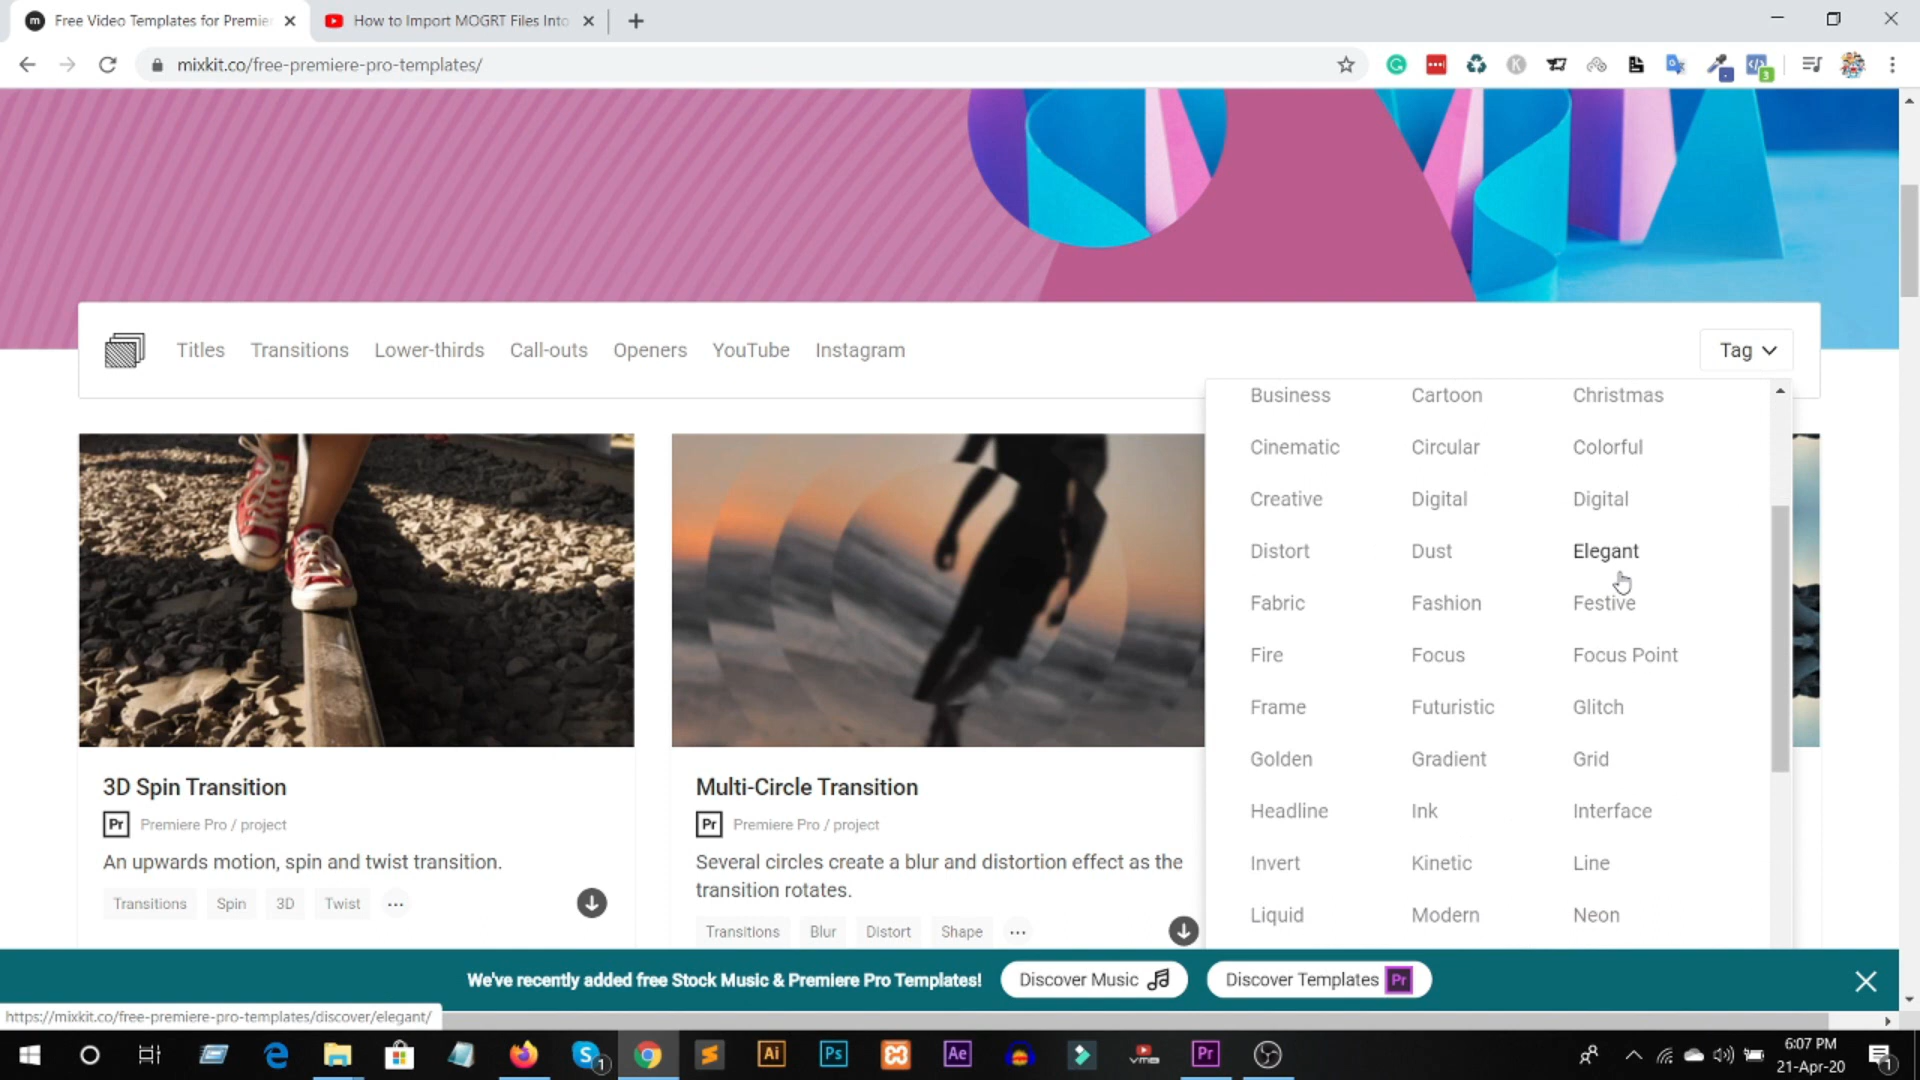 m Free Video Templates for Premie
How to Import MOGRT Files Into
mixkit.co/free-premiere-pro-templates/
3
Titles Transitions Lower-thirds Call-outs Openers YouTube Instagram
Tag
Business Cartoon Christmas
Cinematic Circular Colorful
Creative Digital Digital
Distort Dust Elegant
Fabric Fashion Festive
Fire Focus Focus Point
Frame Futuristic Glitch
Golden Gradient Grid
Headline Ink Interface
Invert Kinetic Line
Liquid Modern Neon
3D Spin Transition
Pr Premiere Pro / project
An upwards motion, spin and twist transition.
Transitions Spin 3D Twist ...
Multi-Circle Transition
Pr Premiere Pro / project
Several circles create a blur and distortion effect as the
transition rotates.
Transitions Blur Distort Shape ...
We've recently added free Stock Music & Premiere Pro Templates! Discover Music Discover Templates Pr
https://mixkit.co/free-premiere-pro-templates/discover/elegant/
S 1 Ai Ps Ae Pr
6:07 PM
21-Apr-20
1